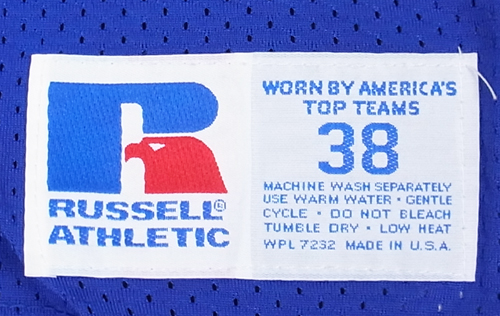 RUSSELL®
ATHLETIC
WORN BY AMERICA'S
TOP TEAMS
38
MACHINE WASH SEPARATELY
USE WARM WATER • GENTLE
CYCLE • DO NOT BLEACH
TUMBLE DRY • LOW HEAT
WPL 7232 MADE IN U.S.A.